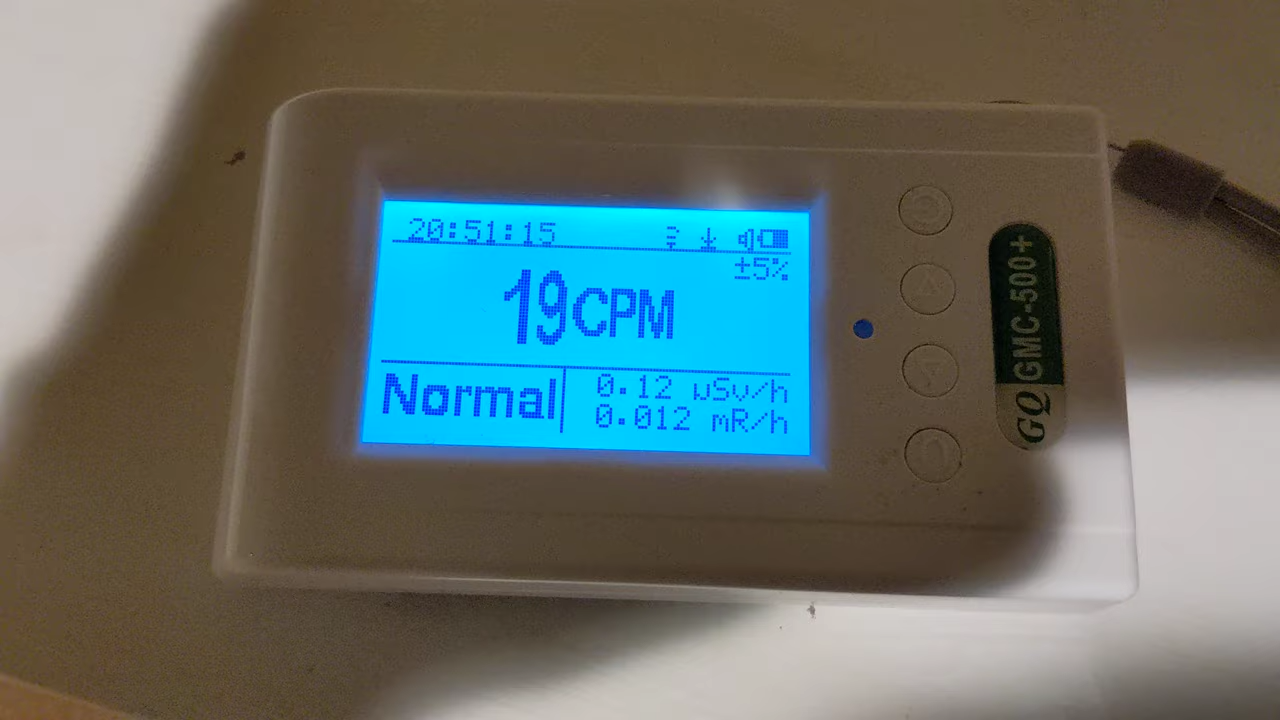 20:51:15
±5%
19CPM
Normal
0.12 uSv/h
0.012 mR/h
GQ GMC-500+